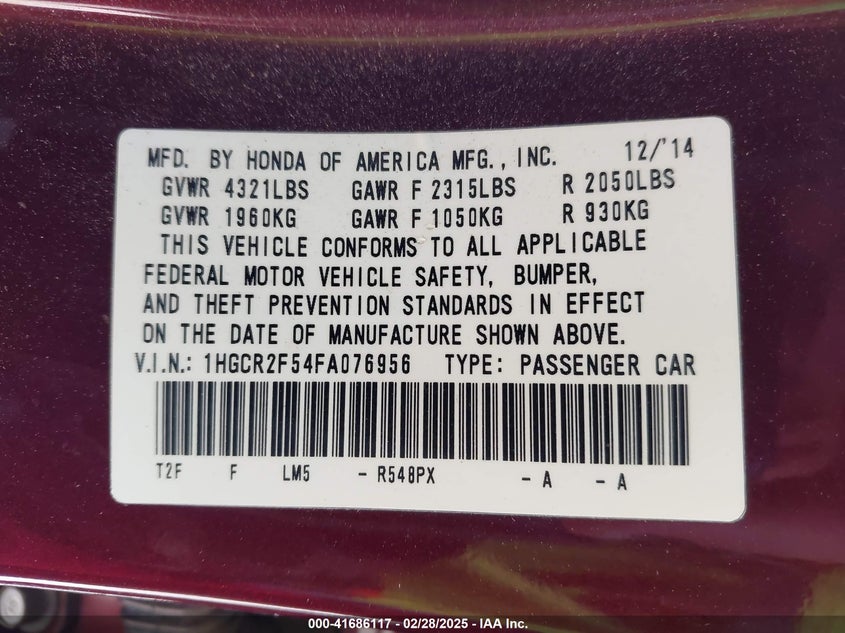 MFD. BY HONDA OF AMERICA MFG., INC. 12/'14
GVWR 4321LBS GAWR F 2315LBS R 2050LBS
GVWR 1960KG GAWR F 1050KG R 930KG
THIS VEHICLE CONFORMS TO ALL APPLICABLE
FEDERAL MOTOR VEHICLE SAFETY, BUMPER,
AND THEFT PREVENTION STANDARDS IN EFFECT
ON THE DATE OF MANUFACTURE SHOWN ABOVE.
V.I.N.: 1HGCR2F54FA076956 TYPE: PASSENGER CAR
T2F F LM5 - R548PX - A - A
000-41686117 - 02/28/2025 - IAA Inc.